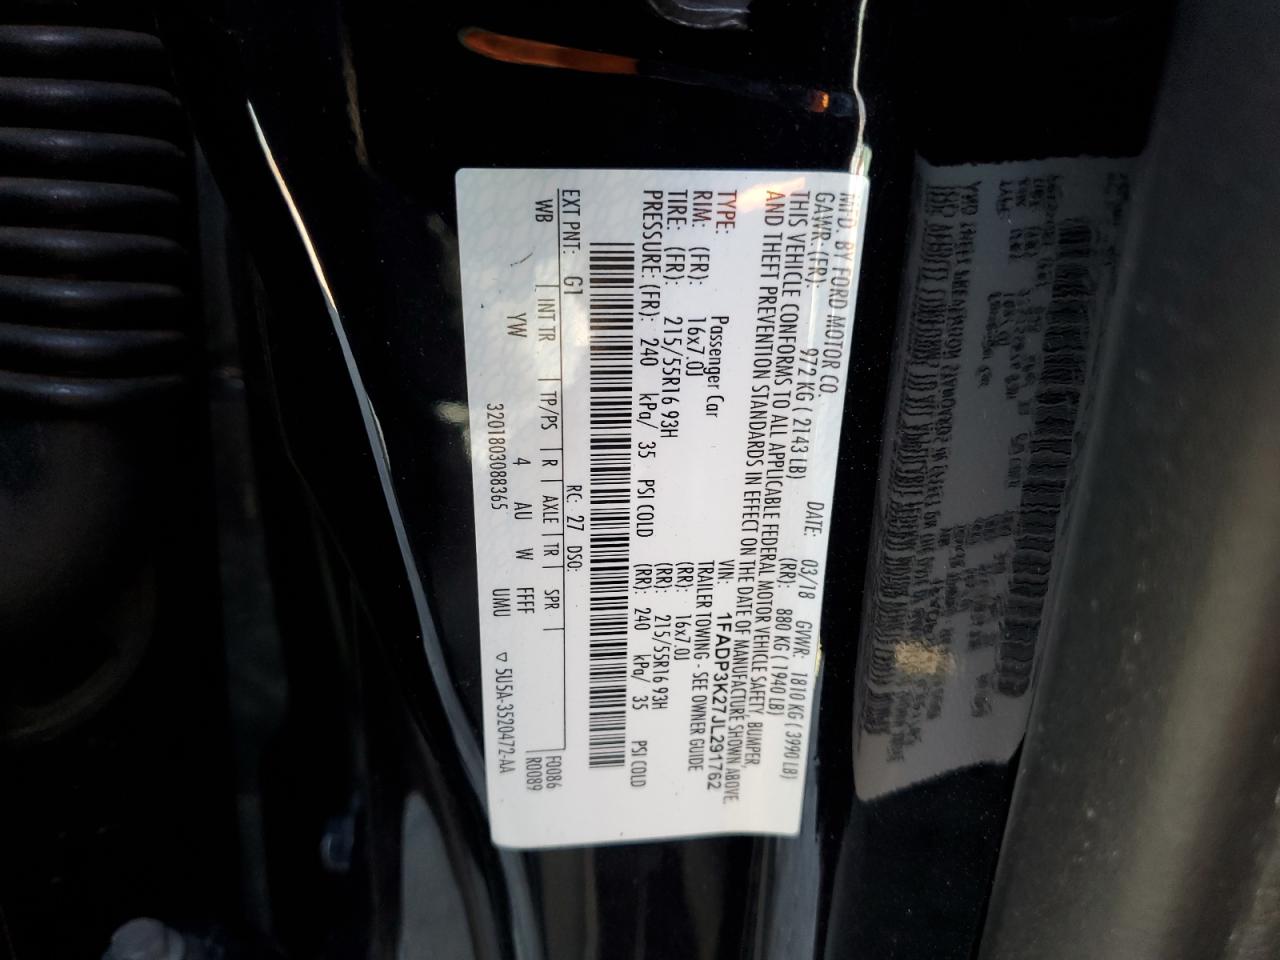 MFD. BY FORD MOTOR CO.
DATE: 03/18 GVWR: 1810 KG ( 3990 LB)
GAWR: (FR): 972 KG ( 2143 LB) (RR): 880 KG ( 1940 LB)
THIS VEHICLE CONFORMS TO ALL APPLICABLE FEDERAL MOTOR VEHICLE SAFETY, BUMPER,
AND THEFT PREVENTION STANDARDS IN EFFECT ON THE DATE OF MANUFACTURE SHOWN ABOVE.
VIN: 1FADP3K27JL291762
TYPE: Passenger Car TRAILER TOWING - SEE OWNER GUIDE
RIM: (FR): 16x7.0J (RR): 16x7.0J
TIRE: (FR): 215/55R16 93H (RR): 215/55R16 93H
PRESSURE: (FR): 240 kPa/ 35 PSI COLD (RR): 240 kPa/ 35 PSI COLD
EXT PNT: G1 RC: 27 DSO: F0086
WB INT TR TP/PS R AXLE TR SPR R0089
YW 4 AU W FFFF
3201803088365 UMU ▽ 5U5A-3520472-AA